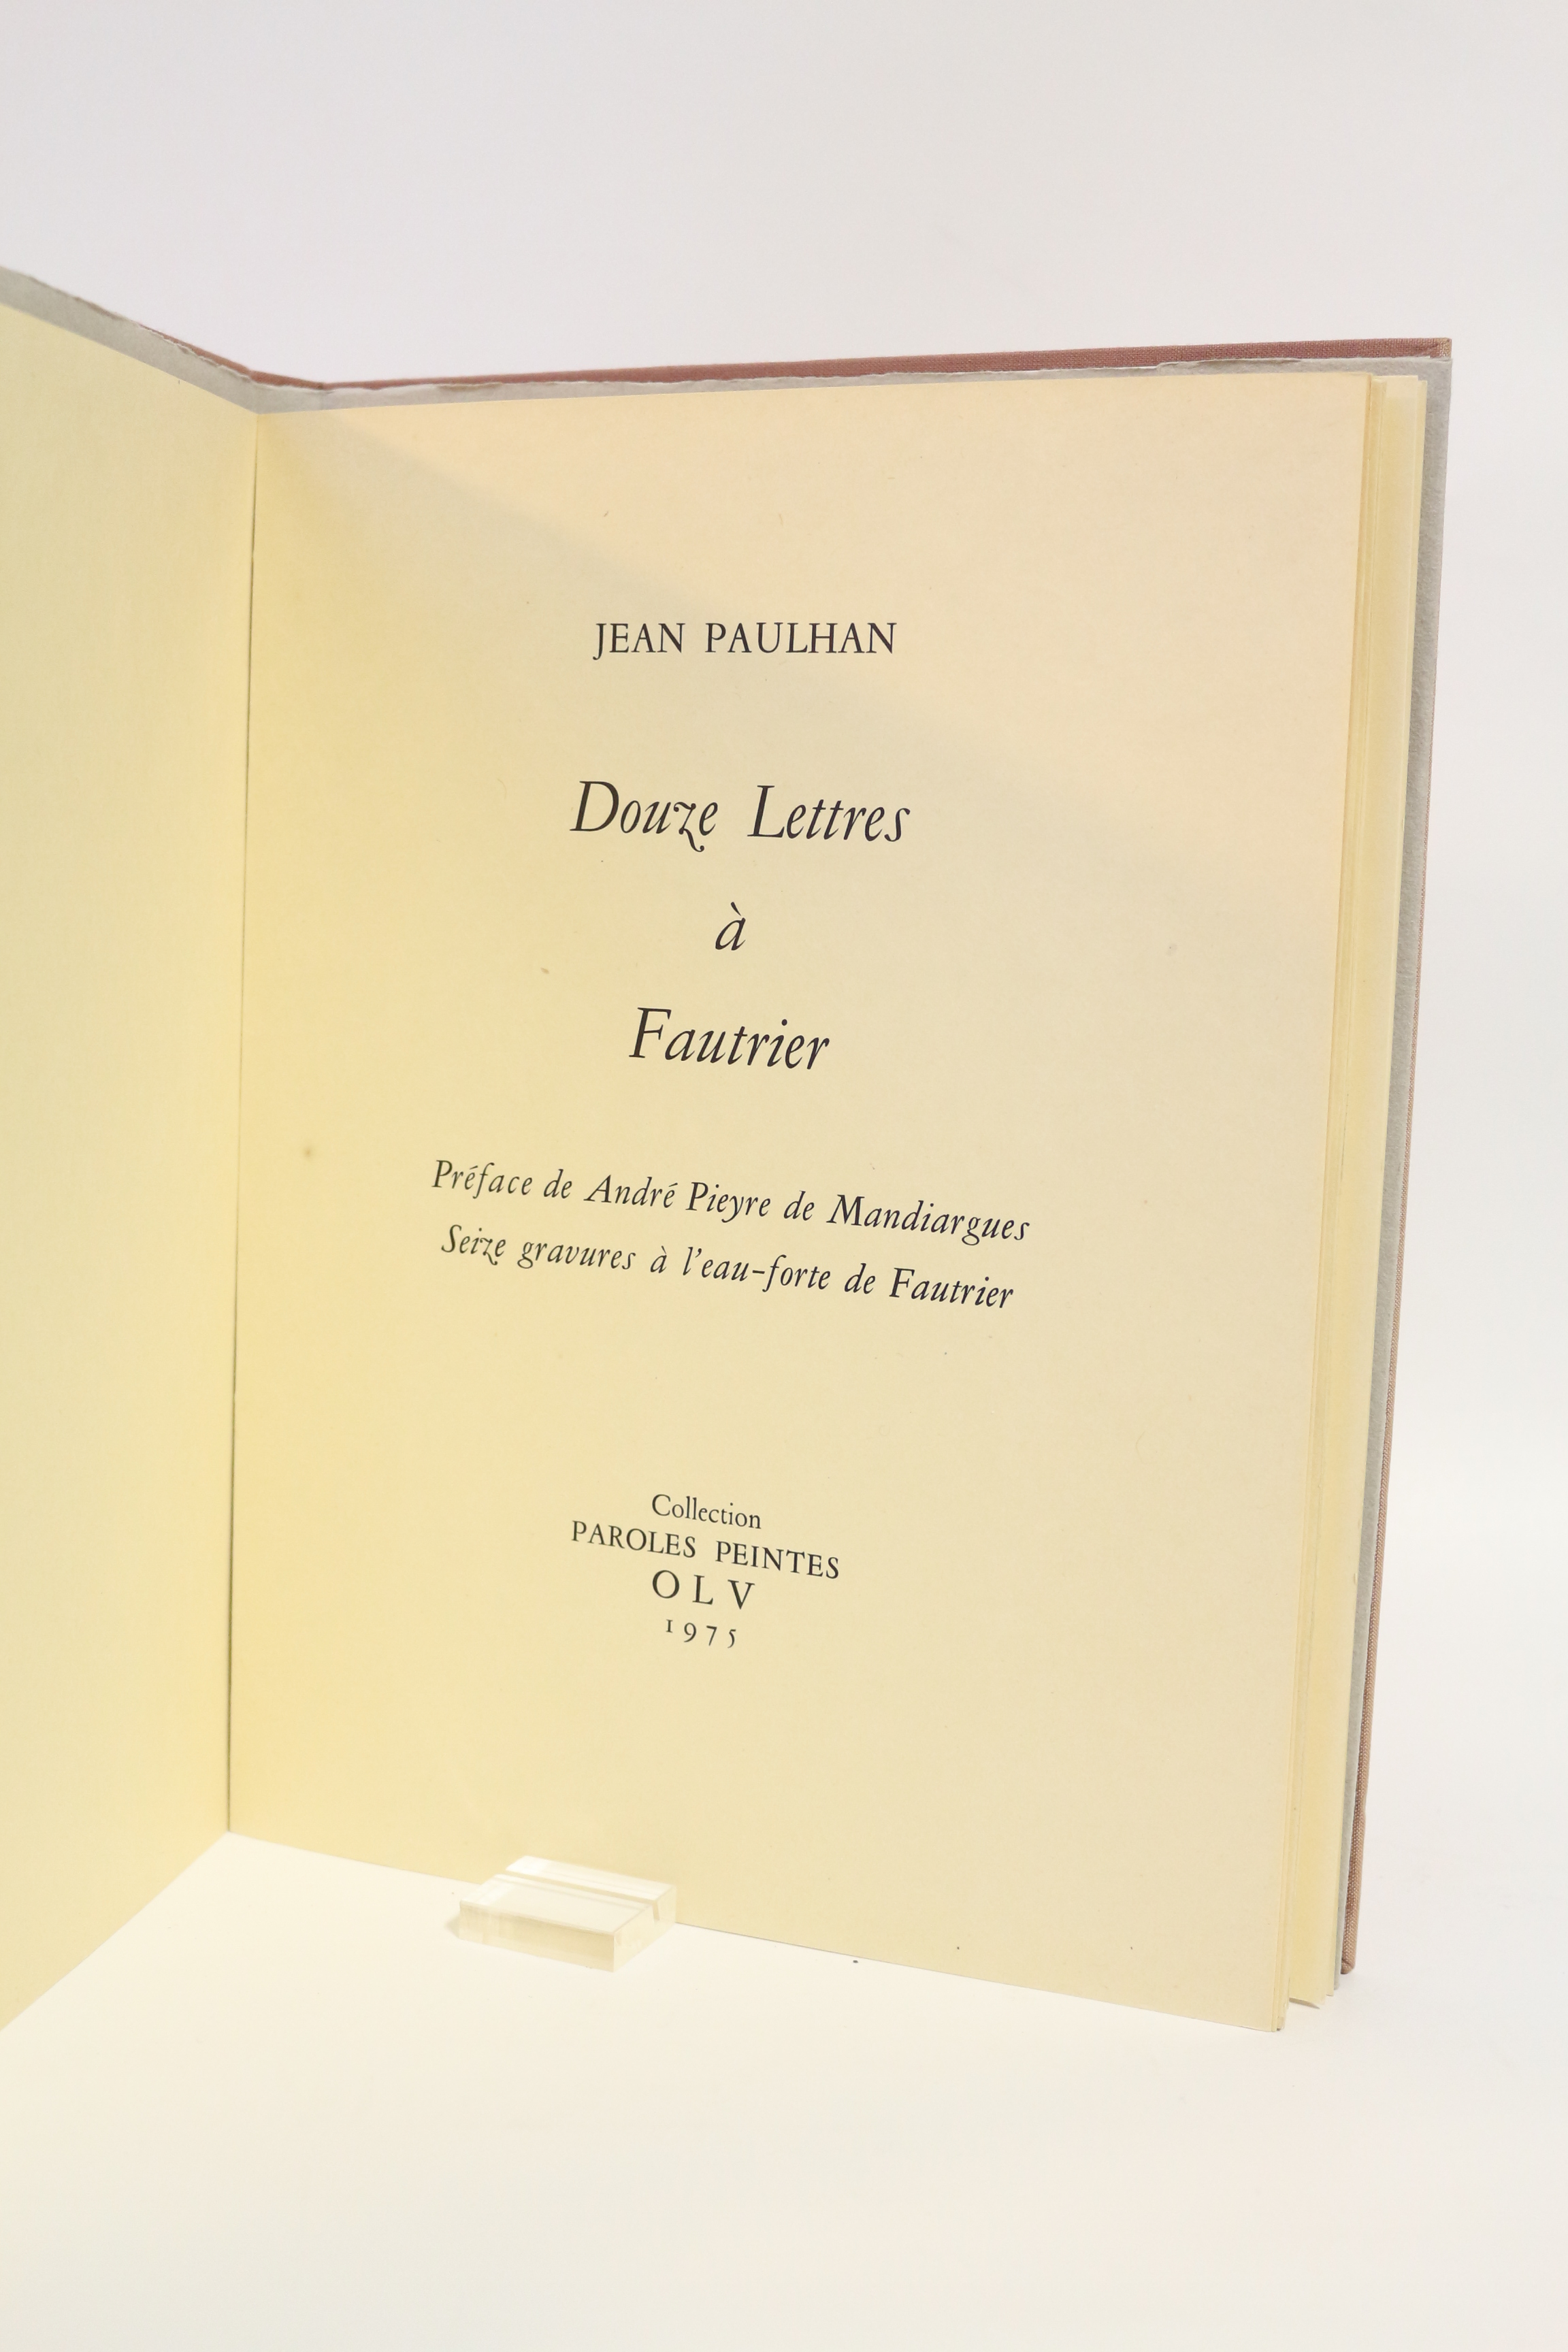 JEAN PAULHAN
Douze Lettres
à
Fautrier
Préface de André Pieyre de Mandiargues
Seize gravures à l'eau-forte de Fautrier
Collection
PAROLES PEINTES
O L V
1975